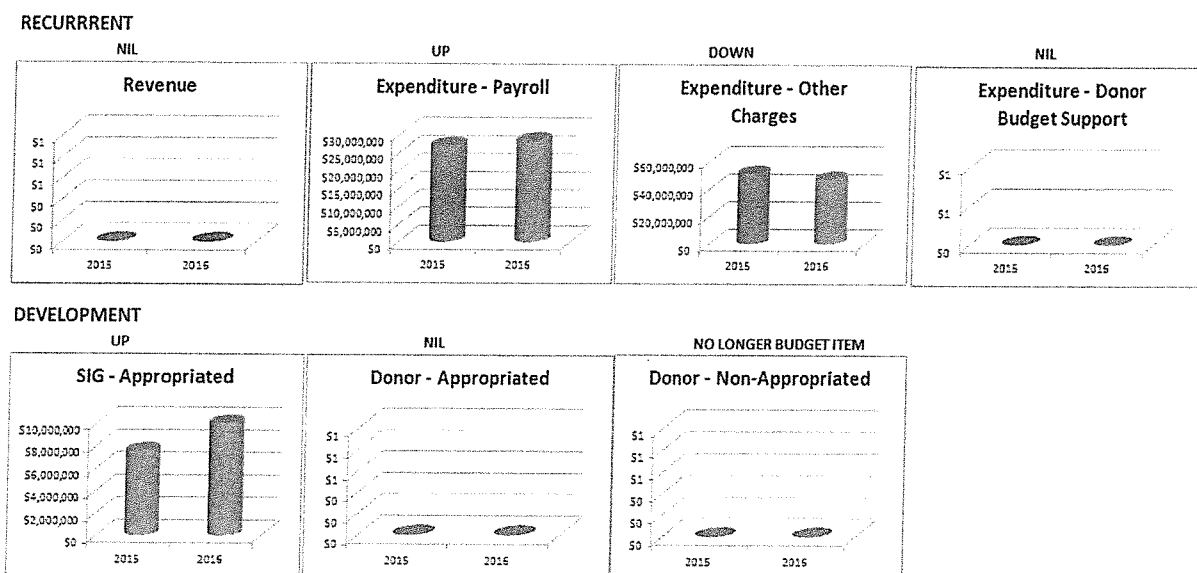 RECURRRENT
NIL
Revenue
$1
$1
$1
$0
$0
$0
2015
2016
UP
Expenditure - Payroll
$30,000,000
$25,000,000
$20,000,000
$15,000,000
$10,000,000
$5,000,000
$0
2015
2016
DOWN
Expenditure - Other
Charges
$60,000,000
$40,000,000
$20,000,000
$0
2015
2016
NIL
Expenditure - Donor
Budget Support
$1
$1
$0
2015
2016
DEVELOPMENT
UP
SIG - Appropriated
$10,000,000
$8,000,000
$6,000,000
$4,000,000
$2,000,000
$0
2015
2016
NIL
Donor - Appropriated
$1
$1
$1
$0
$0
$0
2015
2016
NO LONGER BUDGET ITEM
Donor - Non-Appropriated
$1
$1
$1
$0
$0
$0
2015
2016